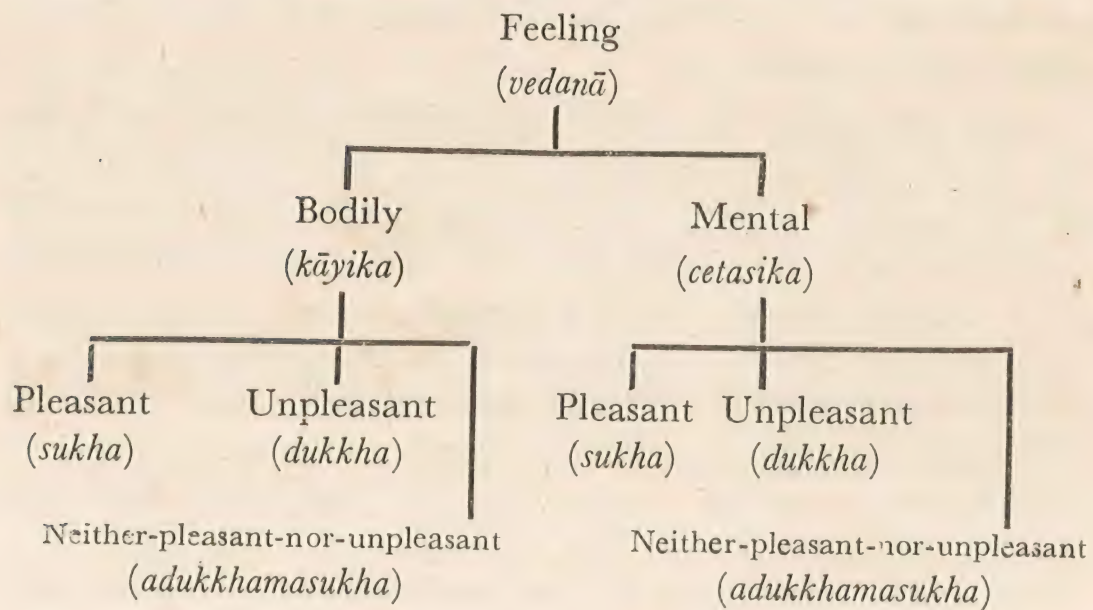 Feeling
(vedanā)
Bodily
(kāyika)
Mental
(cetasika)
Pleasant
(sukha)
Unpleasant
(dukkha)
Pleasant
(sukha)
Unpleasant
(dukkha)
Neither-pleasant-nor-unpleasant
(adukkhamasukha)
Neither-pleasant-nor-unpleasant
(adukkhamasukha)